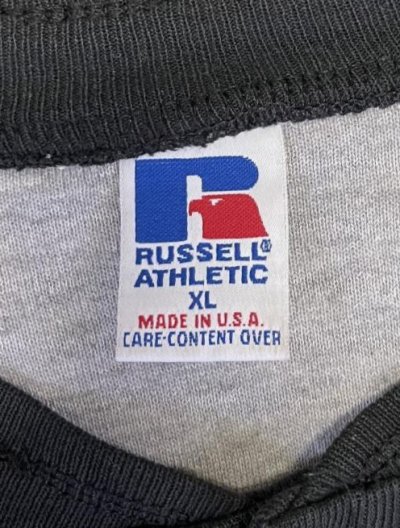 RUSSELL®
ATHLETIC
XL
MADE IN U.S.A.
CARE-CONTENT OVER